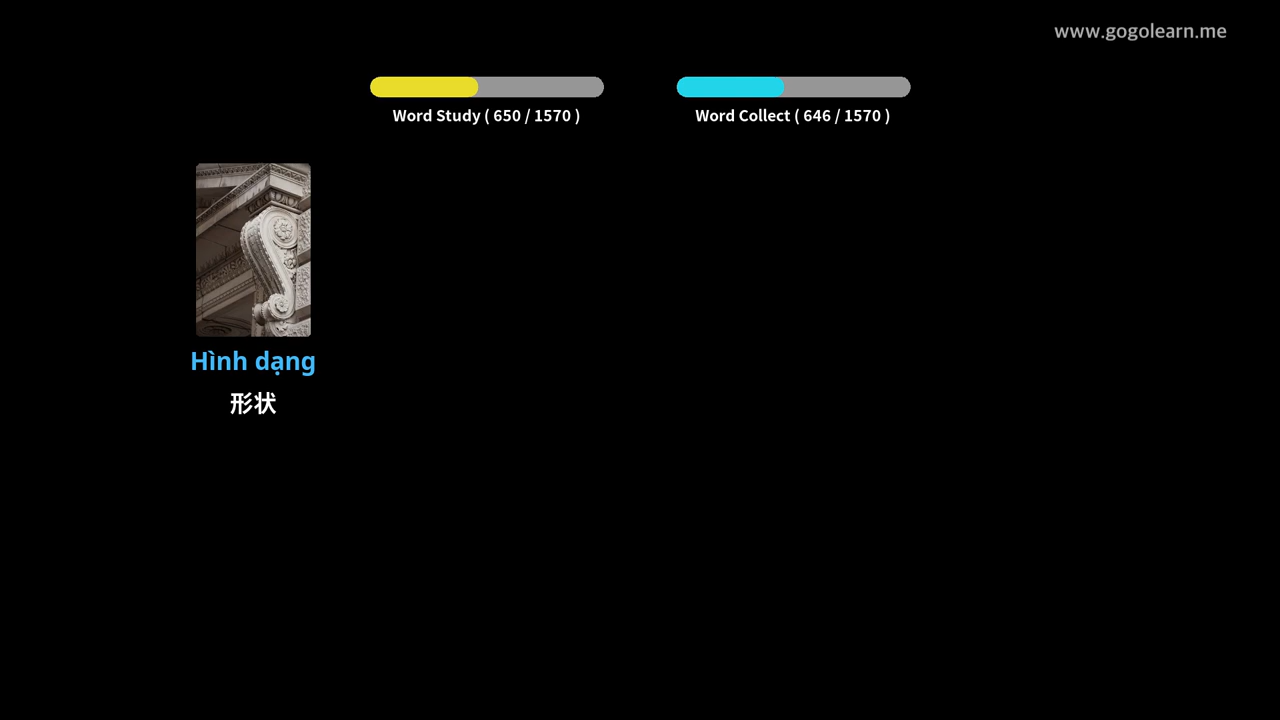 www.gogolearn.me
Word Study ( 650 / 1570 )
Word Collect ( 646 / 1570 )
Hình dạng
形状